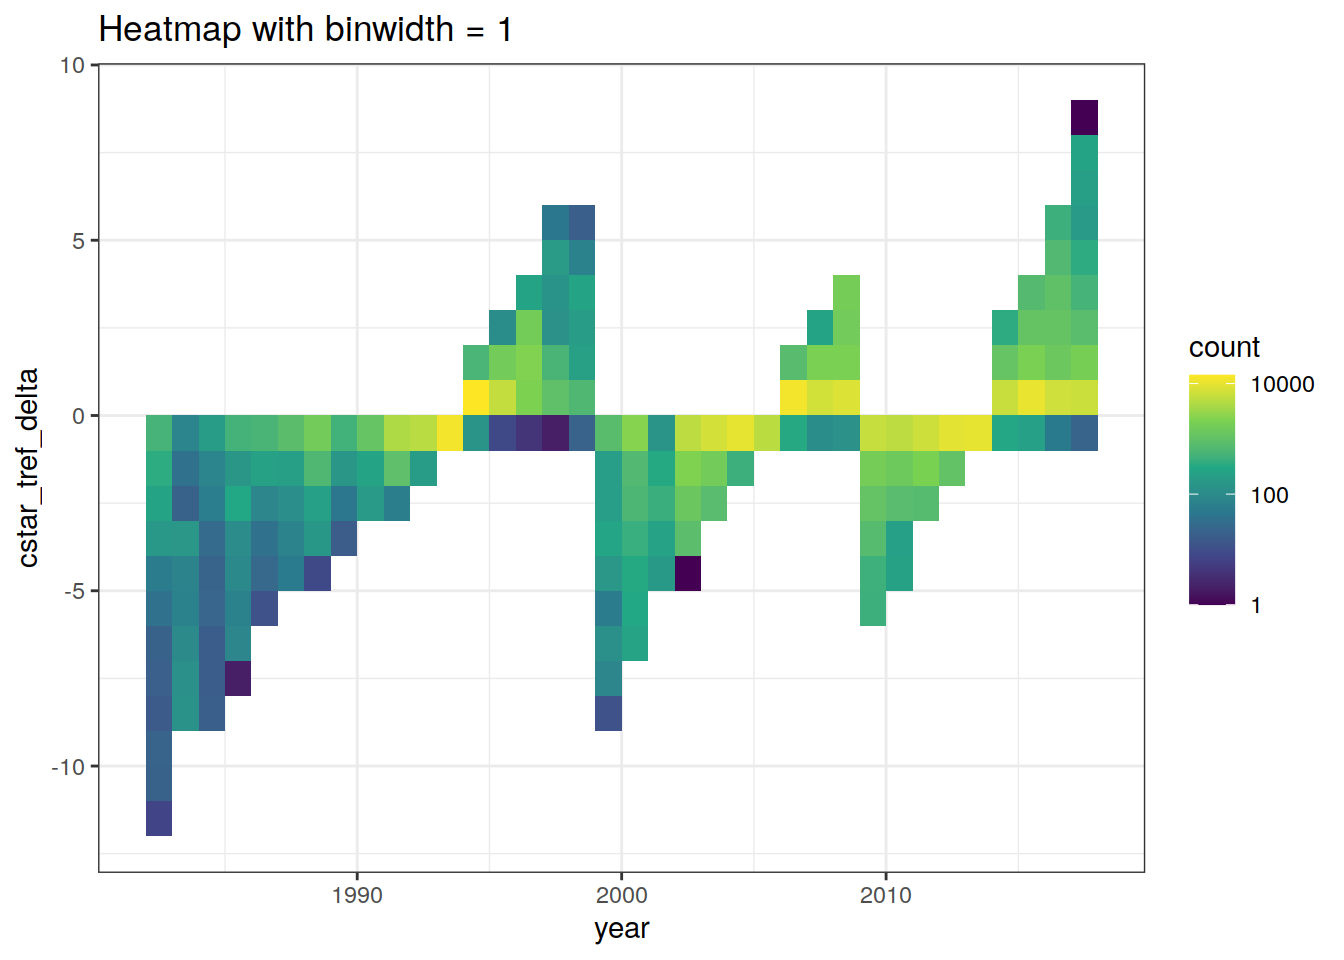 Heatmap with binwidth = 1
10
5
0
-5
-10
cstar_tref_delta
1990
2000
2010
year
count
10000
100
1